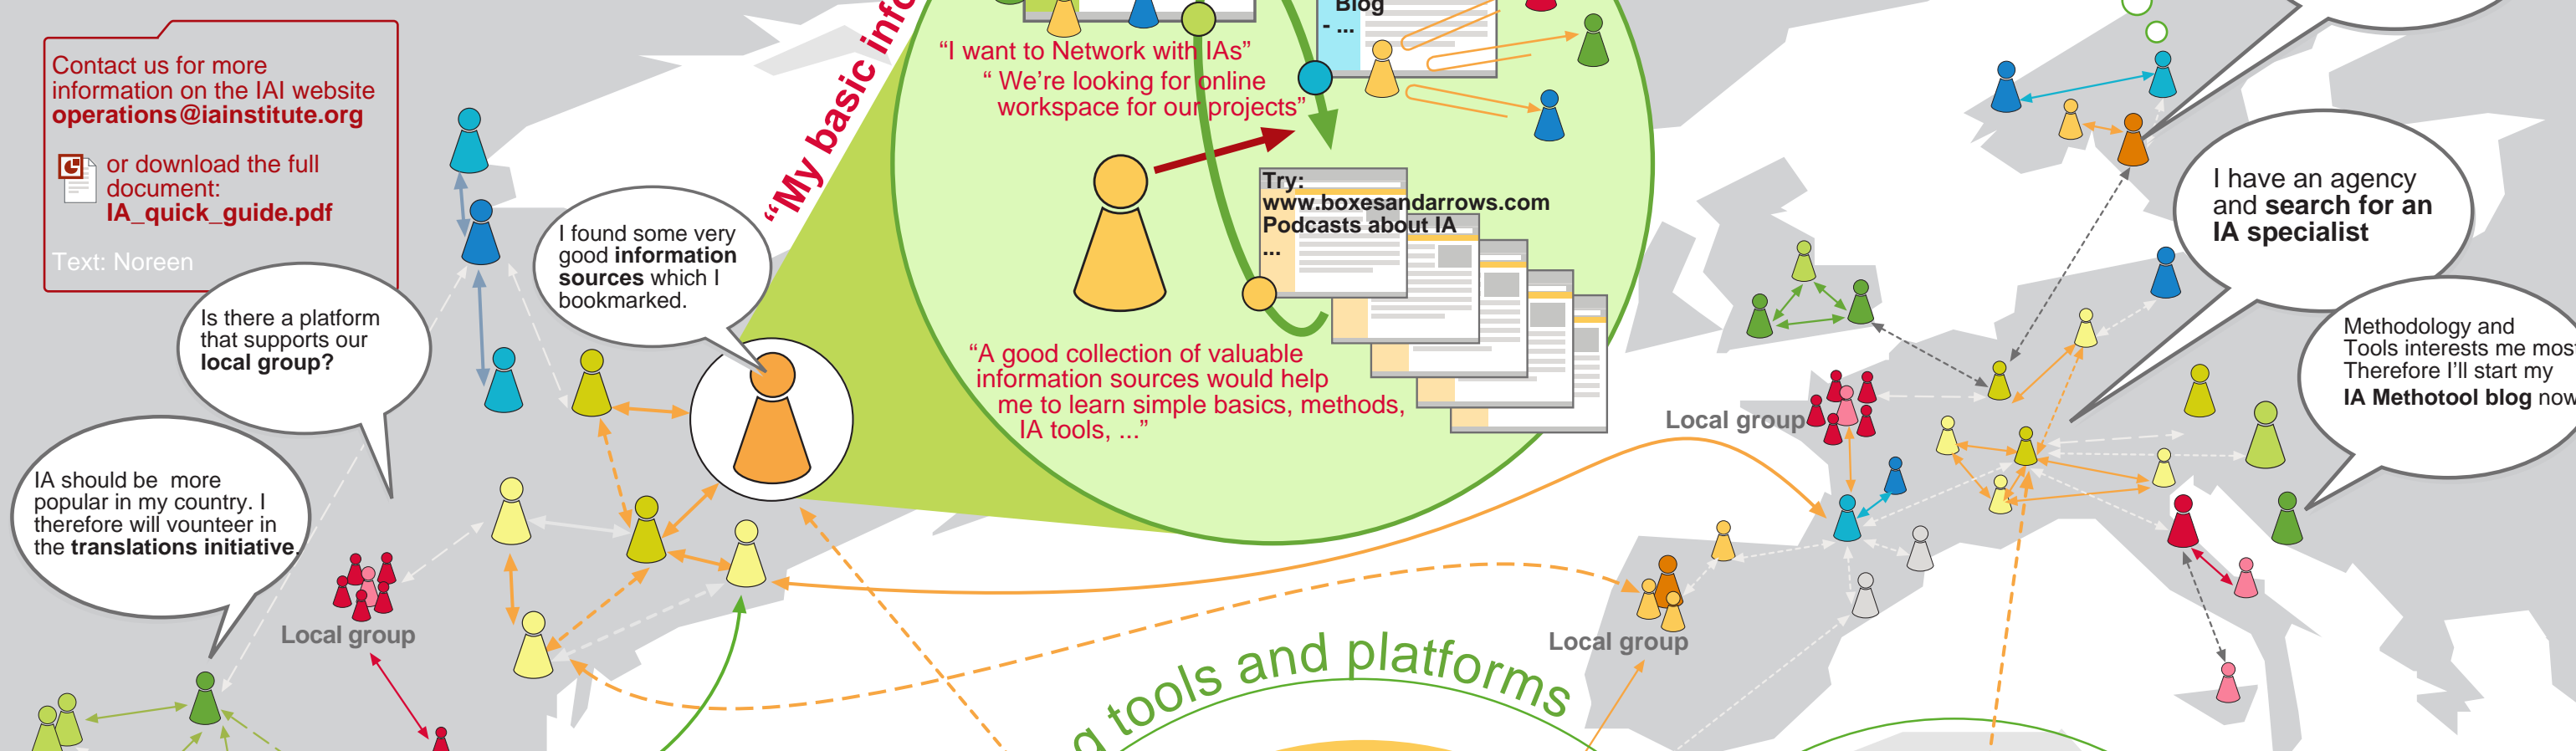 Contact us for more
information on the IAI website
operations@iainstitute.org
or download the full
document:
IA_quick_guide.pdf
Text: Noreen
Is there a platform
that supports our
local group?
IA should be more
popular in my country. I
therefore will vounteer in
the translations initiative.
Local group
I found some very
good information
sources which I
bookmarked.
“My basic info
“I want to Network with IAs”
“ We’re looking for online
workspace for our projects”
Blog
- ...
Try:
www.boxesandarrows.com
Podcasts about IA
...
“A good collection of valuable
information sources would help
me to learn simple basics, methods,
IA tools, ...”
Local group
Local group
g tools and platforms
I have an agency
and search for an
IA specialist
Methodology and
Tools interests me most
Therefore I’ll start my
IA Methotool blog now